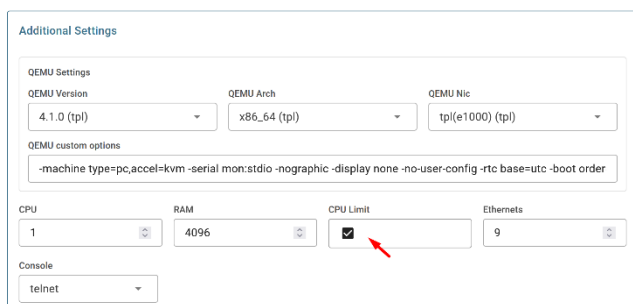 Additional Settings
QEMU Settings
QEMU Version QEMU Arch QEMU Nic
4.1.0 (tpl) x86_64 (tpl) tpl(e1000) (tpl)
QEMU custom options
-machine type=pc,accel=kvm -serial mon:stdio -nographic -display none -no-user-config -rtc base=utc -boot order
CPU RAM CPU Limit Ethernets
1 4096 9
Console
telnet